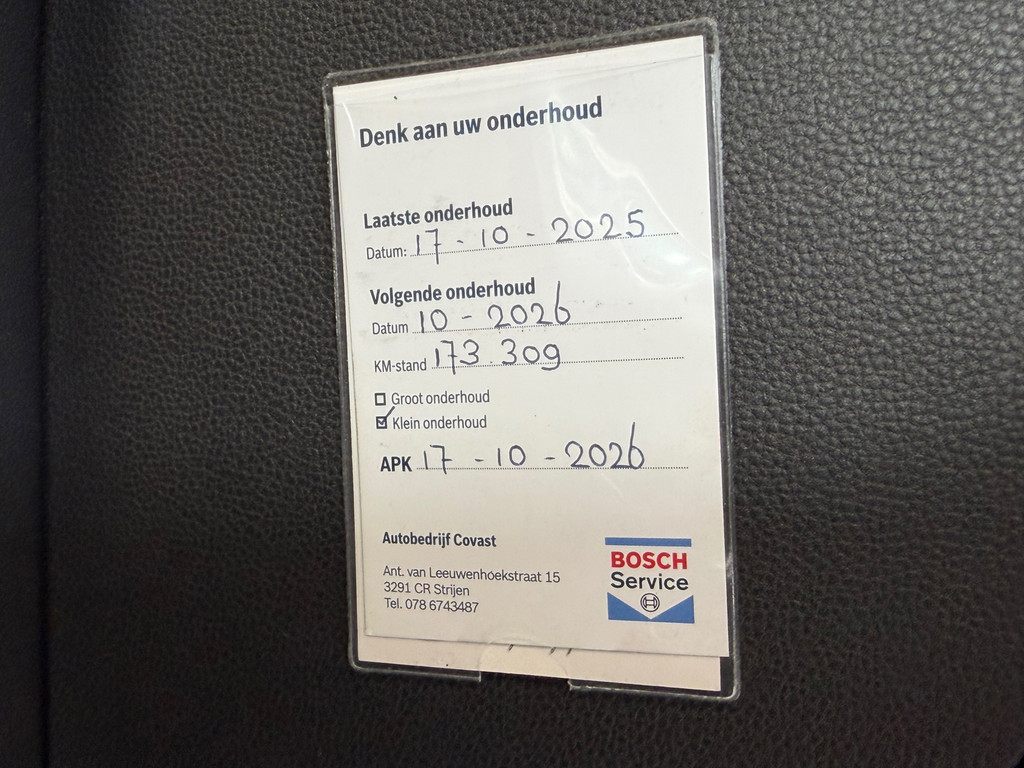 Denk aan uw onderhoud
Laatste onderhoud
Datum: 17 - 10 - 2025
Volgende onderhoud
Datum 10 - 2026
KM-stand 173.309
Groot onderhoud
Klein onderhoud
APK 17 - 10 - 2026
Autobedrijf Covast
Ant. van Leeuwenhoekstraat 15
3291 CR Strijen
Tel. 078 6743487
BOSCH
Service